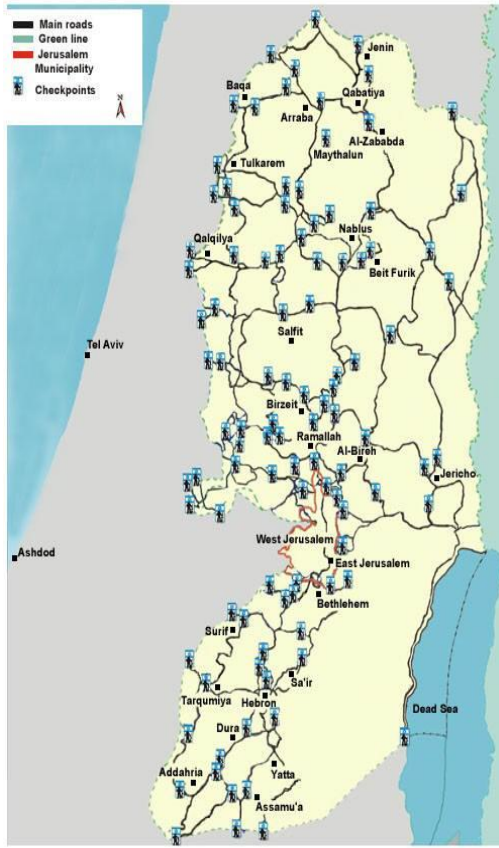 Main roads
Green line
Jerusalem
Municipality
Checkpoints
N
Jenin
Baqa
Qabatiya
Arraba
Al-Zababda
Maythalun
Tulkarem
Nablus
Qalqilya
Beit Furik
Salfit
Tel Aviv
Birzeit
Ramallah
Al-Bireh
Jericho
West Jerusalem
Ashdod
East Jerusalem
Bethlehem
Surif
Sa'ir
Tarqumiya
Hebron
Dead Sea
Dura
Yatta
Addahria
Assamu'a